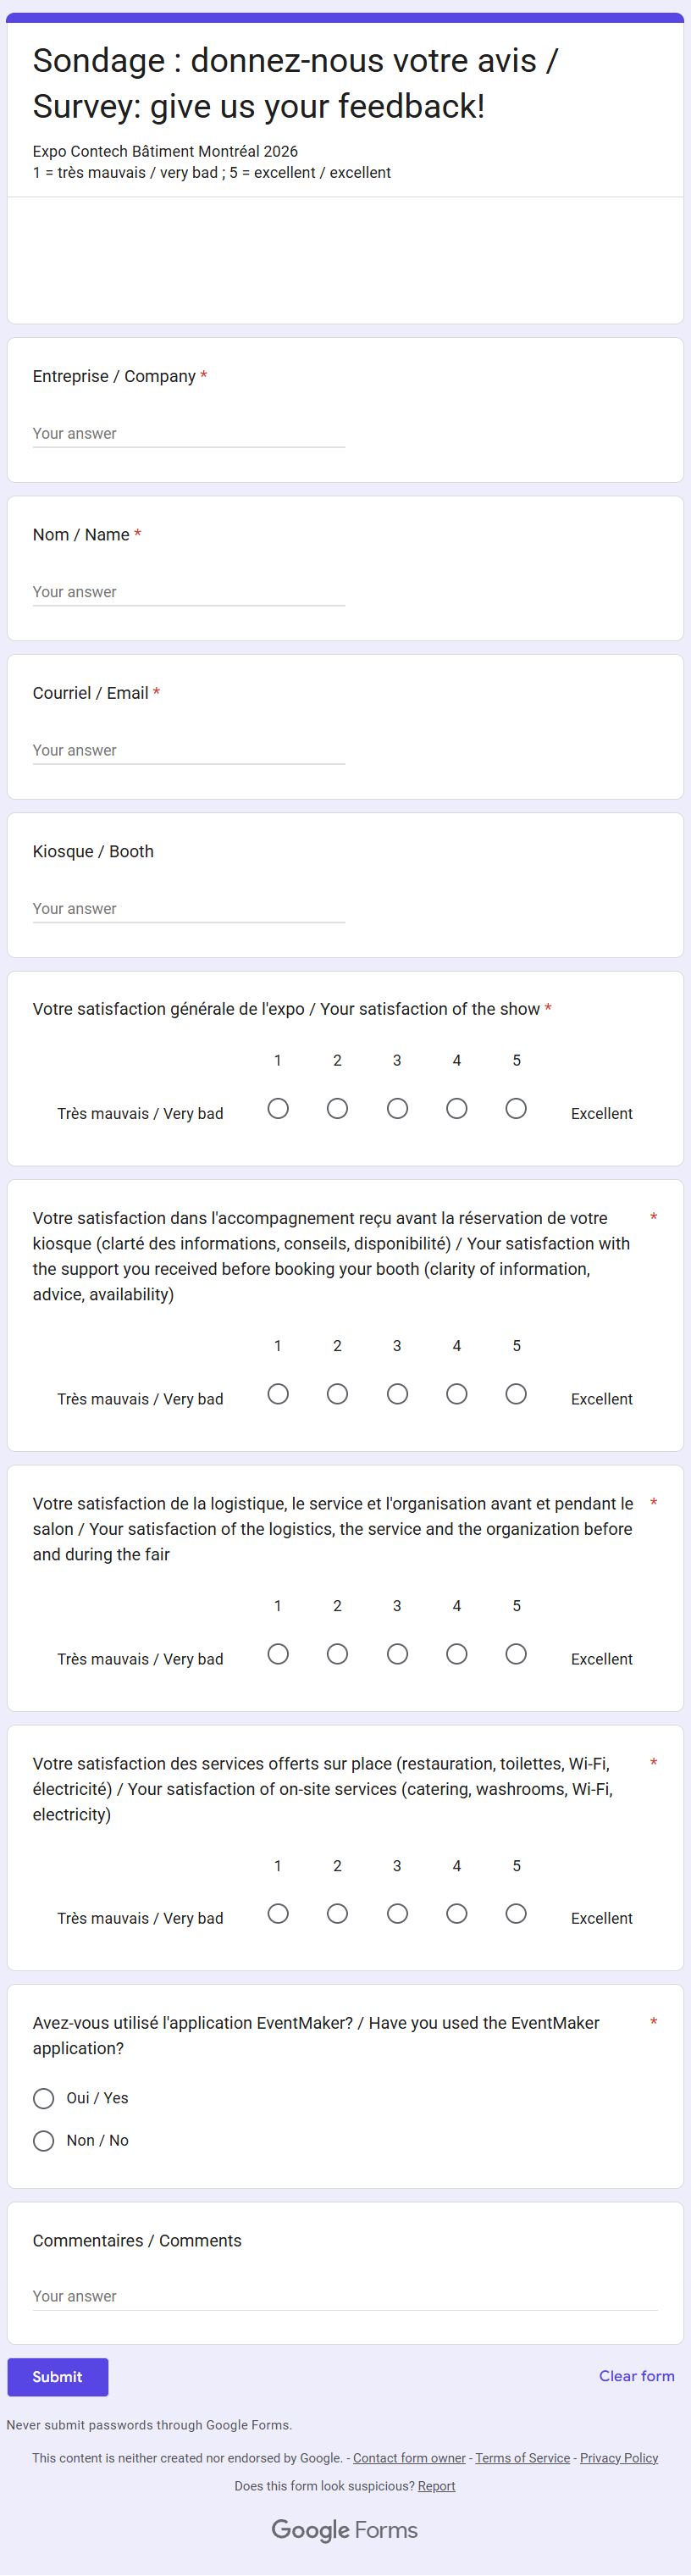 Sondage : donnez-nous votre avis /
Survey: give us your feedback!
Expo Contech Bâtiment Montréal 2026
1 = très mauvais / very bad ; 5 = excellent / excellent
Entreprise / Company *
Your answer
Nom / Name *
Your answer
Courriel / Email *
Your answer
Kiosque / Booth
Your answer
Votre satisfaction générale de l'expo / Your satisfaction of the show *
1 2 3 4 5
Très mauvais / Very bad Excellent
Votre satisfaction dans l'accompagnement reçu avant la réservation de votre *
kiosque (clarté des informations, conseils, disponibilité) / Your satisfaction with
the support you received before booking your booth (clarity of information,
advice, availability)
1 2 3 4 5
Très mauvais / Very bad Excellent
Votre satisfaction de la logistique, le service et l'organisation avant et pendant le *
salon / Your satisfaction of the logistics, the service and the organization before
and during the fair
1 2 3 4 5
Très mauvais / Very bad Excellent
Votre satisfaction des services offerts sur place (restauration, toilettes, Wi-Fi, *
électricité) / Your satisfaction of on-site services (catering, washrooms, Wi-Fi,
electricity)
1 2 3 4 5
Très mauvais / Very bad Excellent
Avez-vous utilisé l'application EventMaker? / Have you used the EventMaker *
application?
Oui / Yes
Non / No
Commentaires / Comments
Your answer
Submit Clear form
Never submit passwords through Google Forms.
This content is neither created nor endorsed by Google. - Contact form owner - Terms of Service - Privacy Policy
Does this form look suspicious? Report
Google Forms